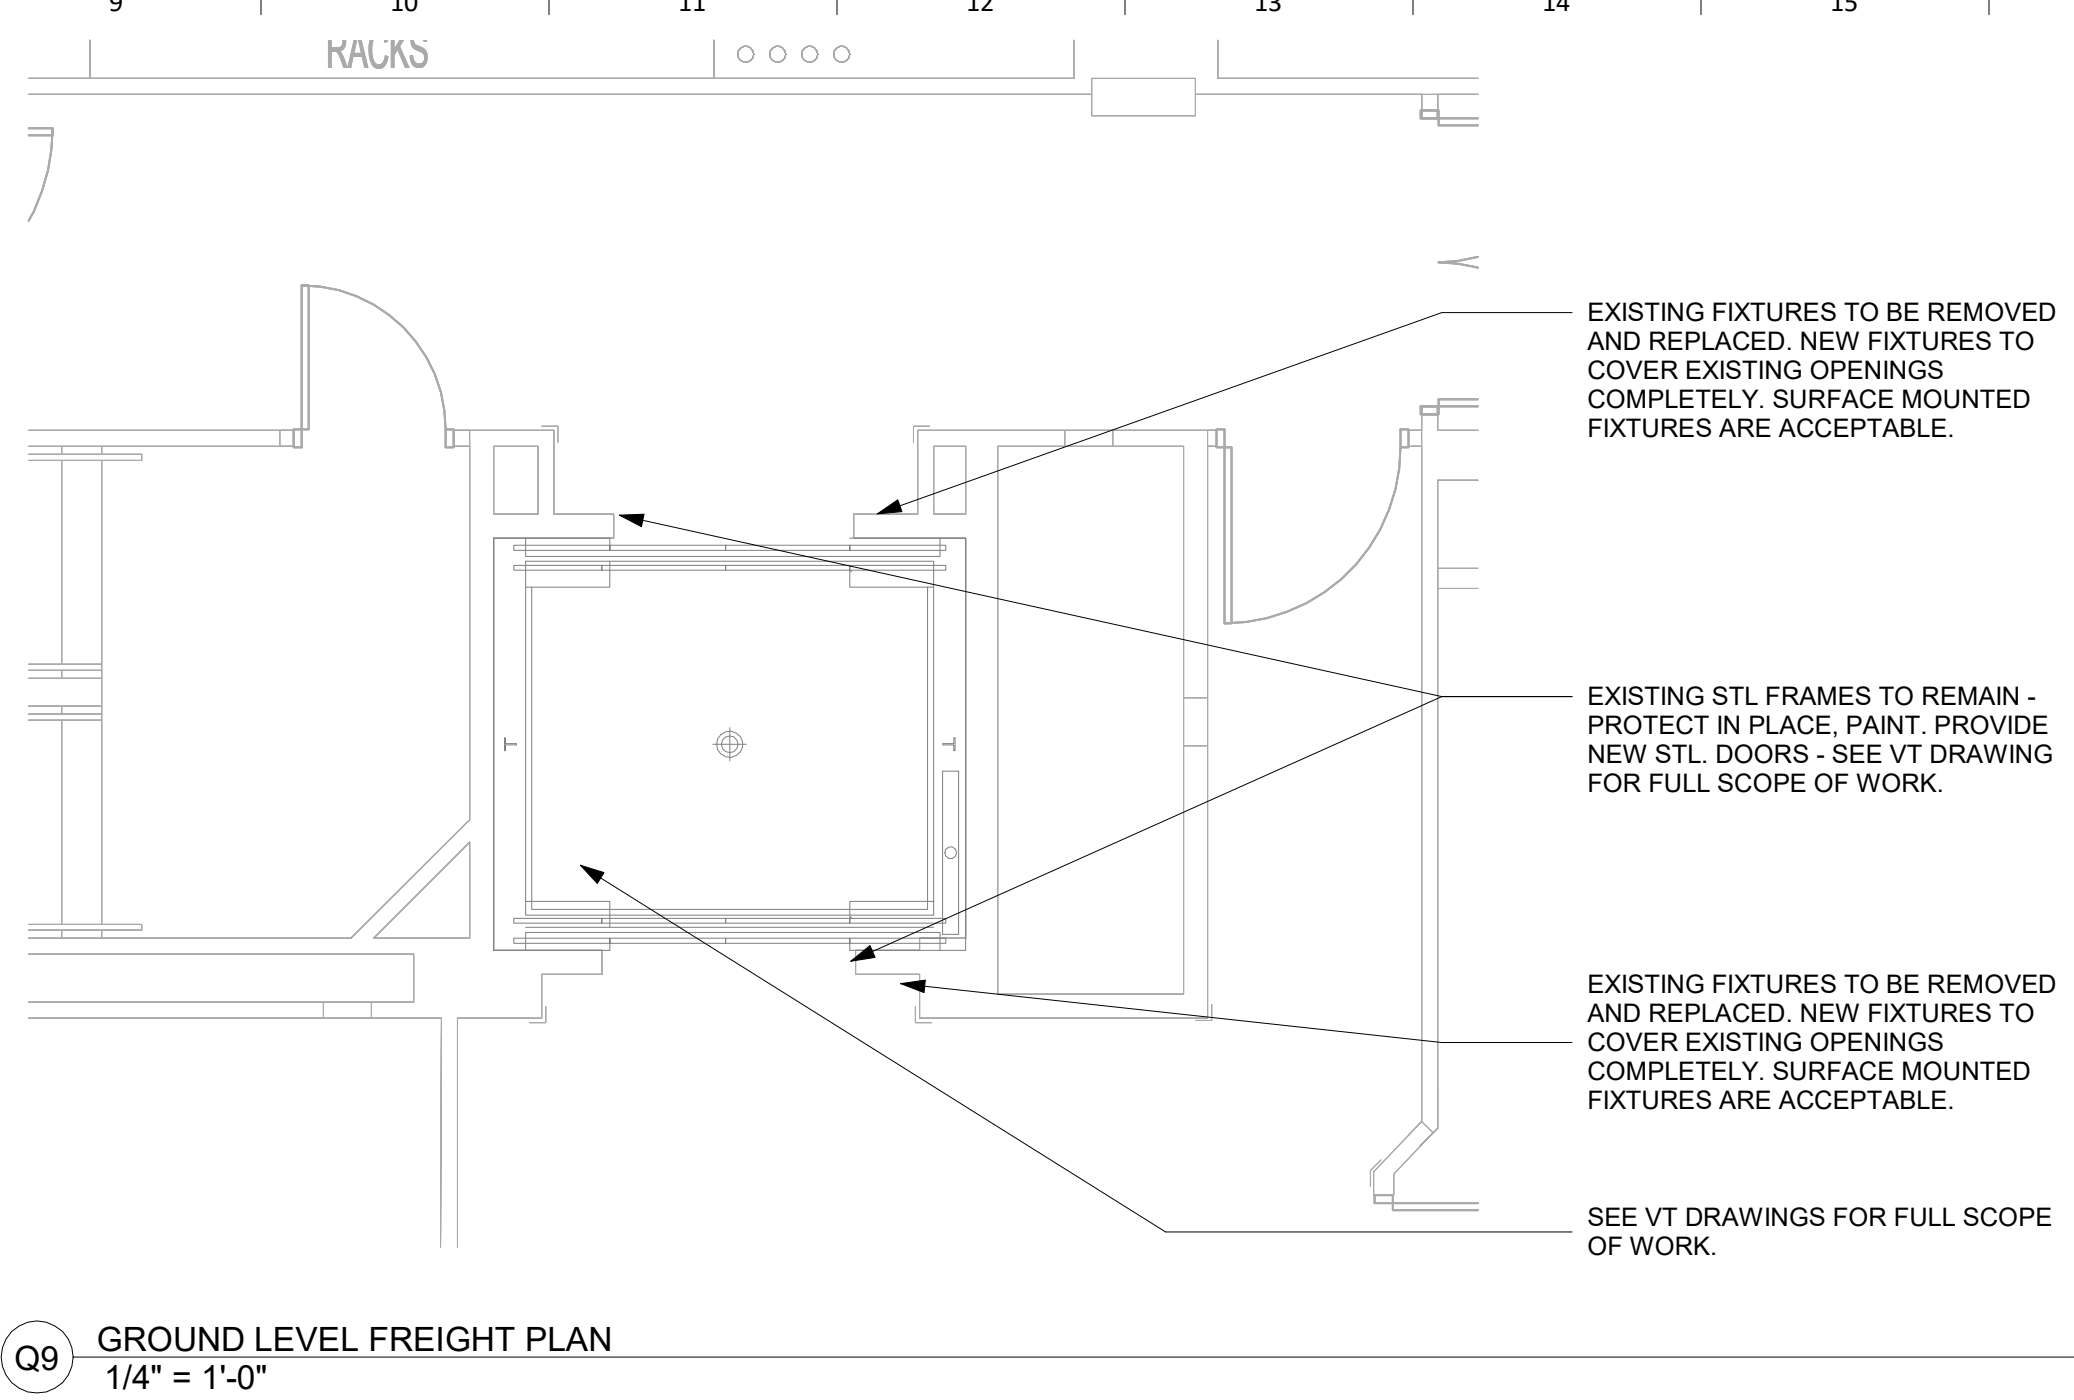 9 10 11 12 13 14 15
RACKS
EXISTING FIXTURES TO BE REMOVED
AND REPLACED. NEW FIXTURES TO
COVER EXISTING OPENINGS
COMPLETELY. SURFACE MOUNTED
FIXTURES ARE ACCEPTABLE.
EXISTING STL FRAMES TO REMAIN -
PROTECT IN PLACE, PAINT. PROVIDE
NEW STL. DOORS - SEE VT DRAWING
FOR FULL SCOPE OF WORK.
EXISTING FIXTURES TO BE REMOVED
AND REPLACED. NEW FIXTURES TO
COVER EXISTING OPENINGS
COMPLETELY. SURFACE MOUNTED
FIXTURES ARE ACCEPTABLE.
SEE VT DRAWINGS FOR FULL SCOPE
OF WORK.
Q9
GROUND LEVEL FREIGHT PLAN
1/4" = 1'-0"